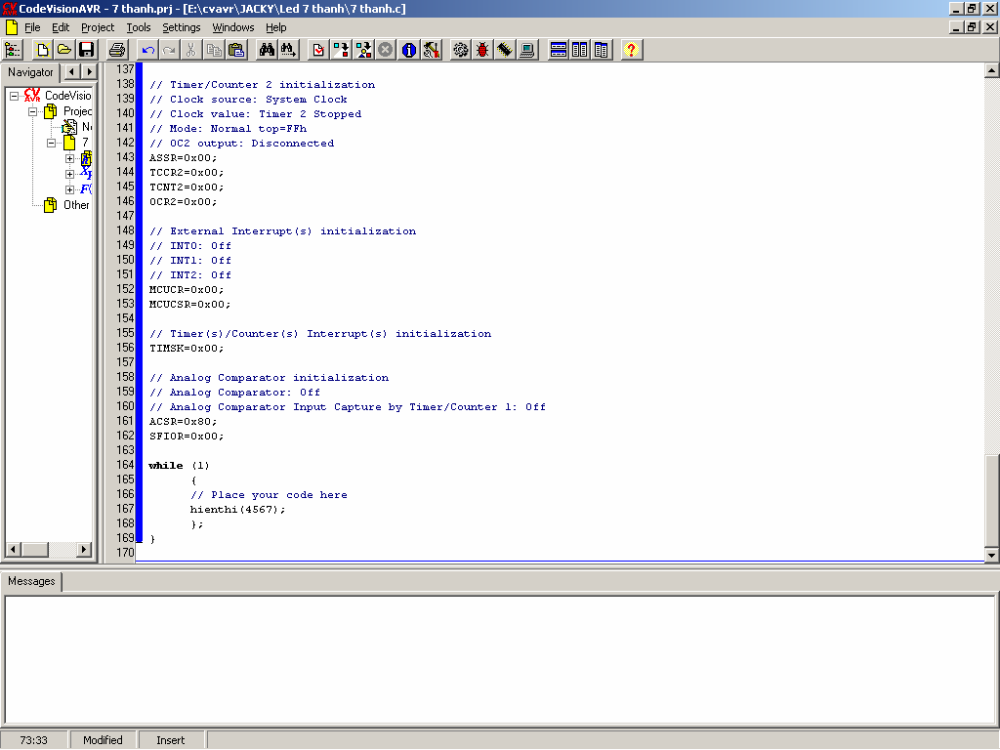 CodeVisionAVR - 7 thanh.prj - [E:\cvavr\JACKY\Led 7 thanh\7 thanh.c]
File Edit Project Tools Settings Windows Help
Navigator
CodeVisio
Projec
No
7
F(
Other
137
138 // Timer/Counter 2 initialization
139 // Clock source: System Clock
140 // Clock value: Timer 2 Stopped
141 // Mode: Normal top=FFh
142 // OC2 output: Disconnected
143 ASSR=0x00;
144 TCCR2=0x00;
145 TCNT2=0x00;
146 OCR2=0x00;
147
148 // External Interrupt(s) initialization
149 // INT0: Off
150 // INT1: Off
151 // INT2: Off
152 MCUCR=0x00;
153 MCUCSR=0x00;
154
155 // Timer(s)/Counter(s) Interrupt(s) initialization
156 TIMSK=0x00;
157
158 // Analog Comparator initialization
159 // Analog Comparator: Off
160 // Analog Comparator Input Capture by Timer/Counter 1: Off
161 ACSR=0x80;
162 SFIOR=0x00;
163
164 while (1)
165 {
166 // Place your code here
167 hienthi(4567);
168 };
169 }
170
Messages
73:33 Modified Insert